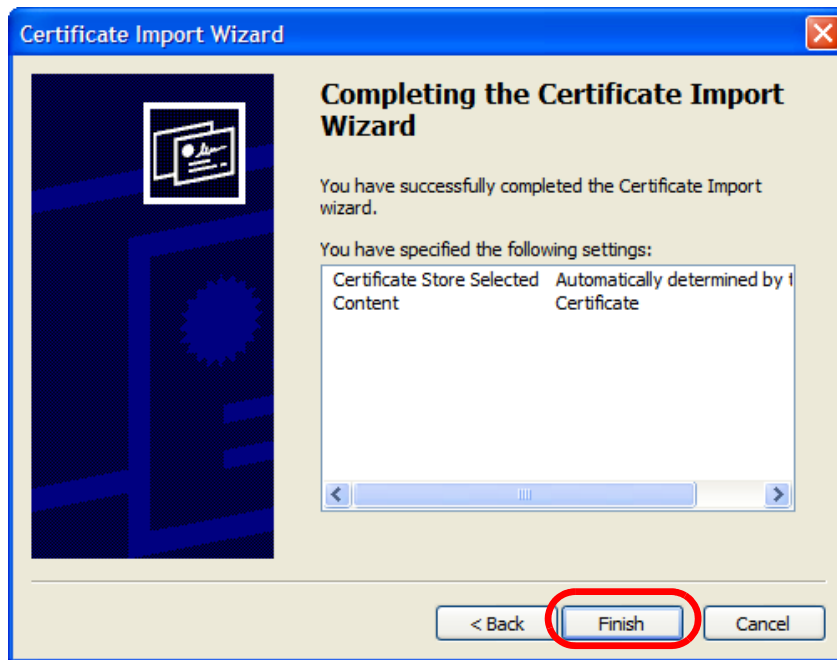 Certificate Import Wizard
Completing the Certificate Import
Wizard
You have successfully completed the Certificate Import
wizard.
You have specified the following settings:
Certificate Store Selected Automatically determined by t
Content Certificate
< Back Finish Cancel